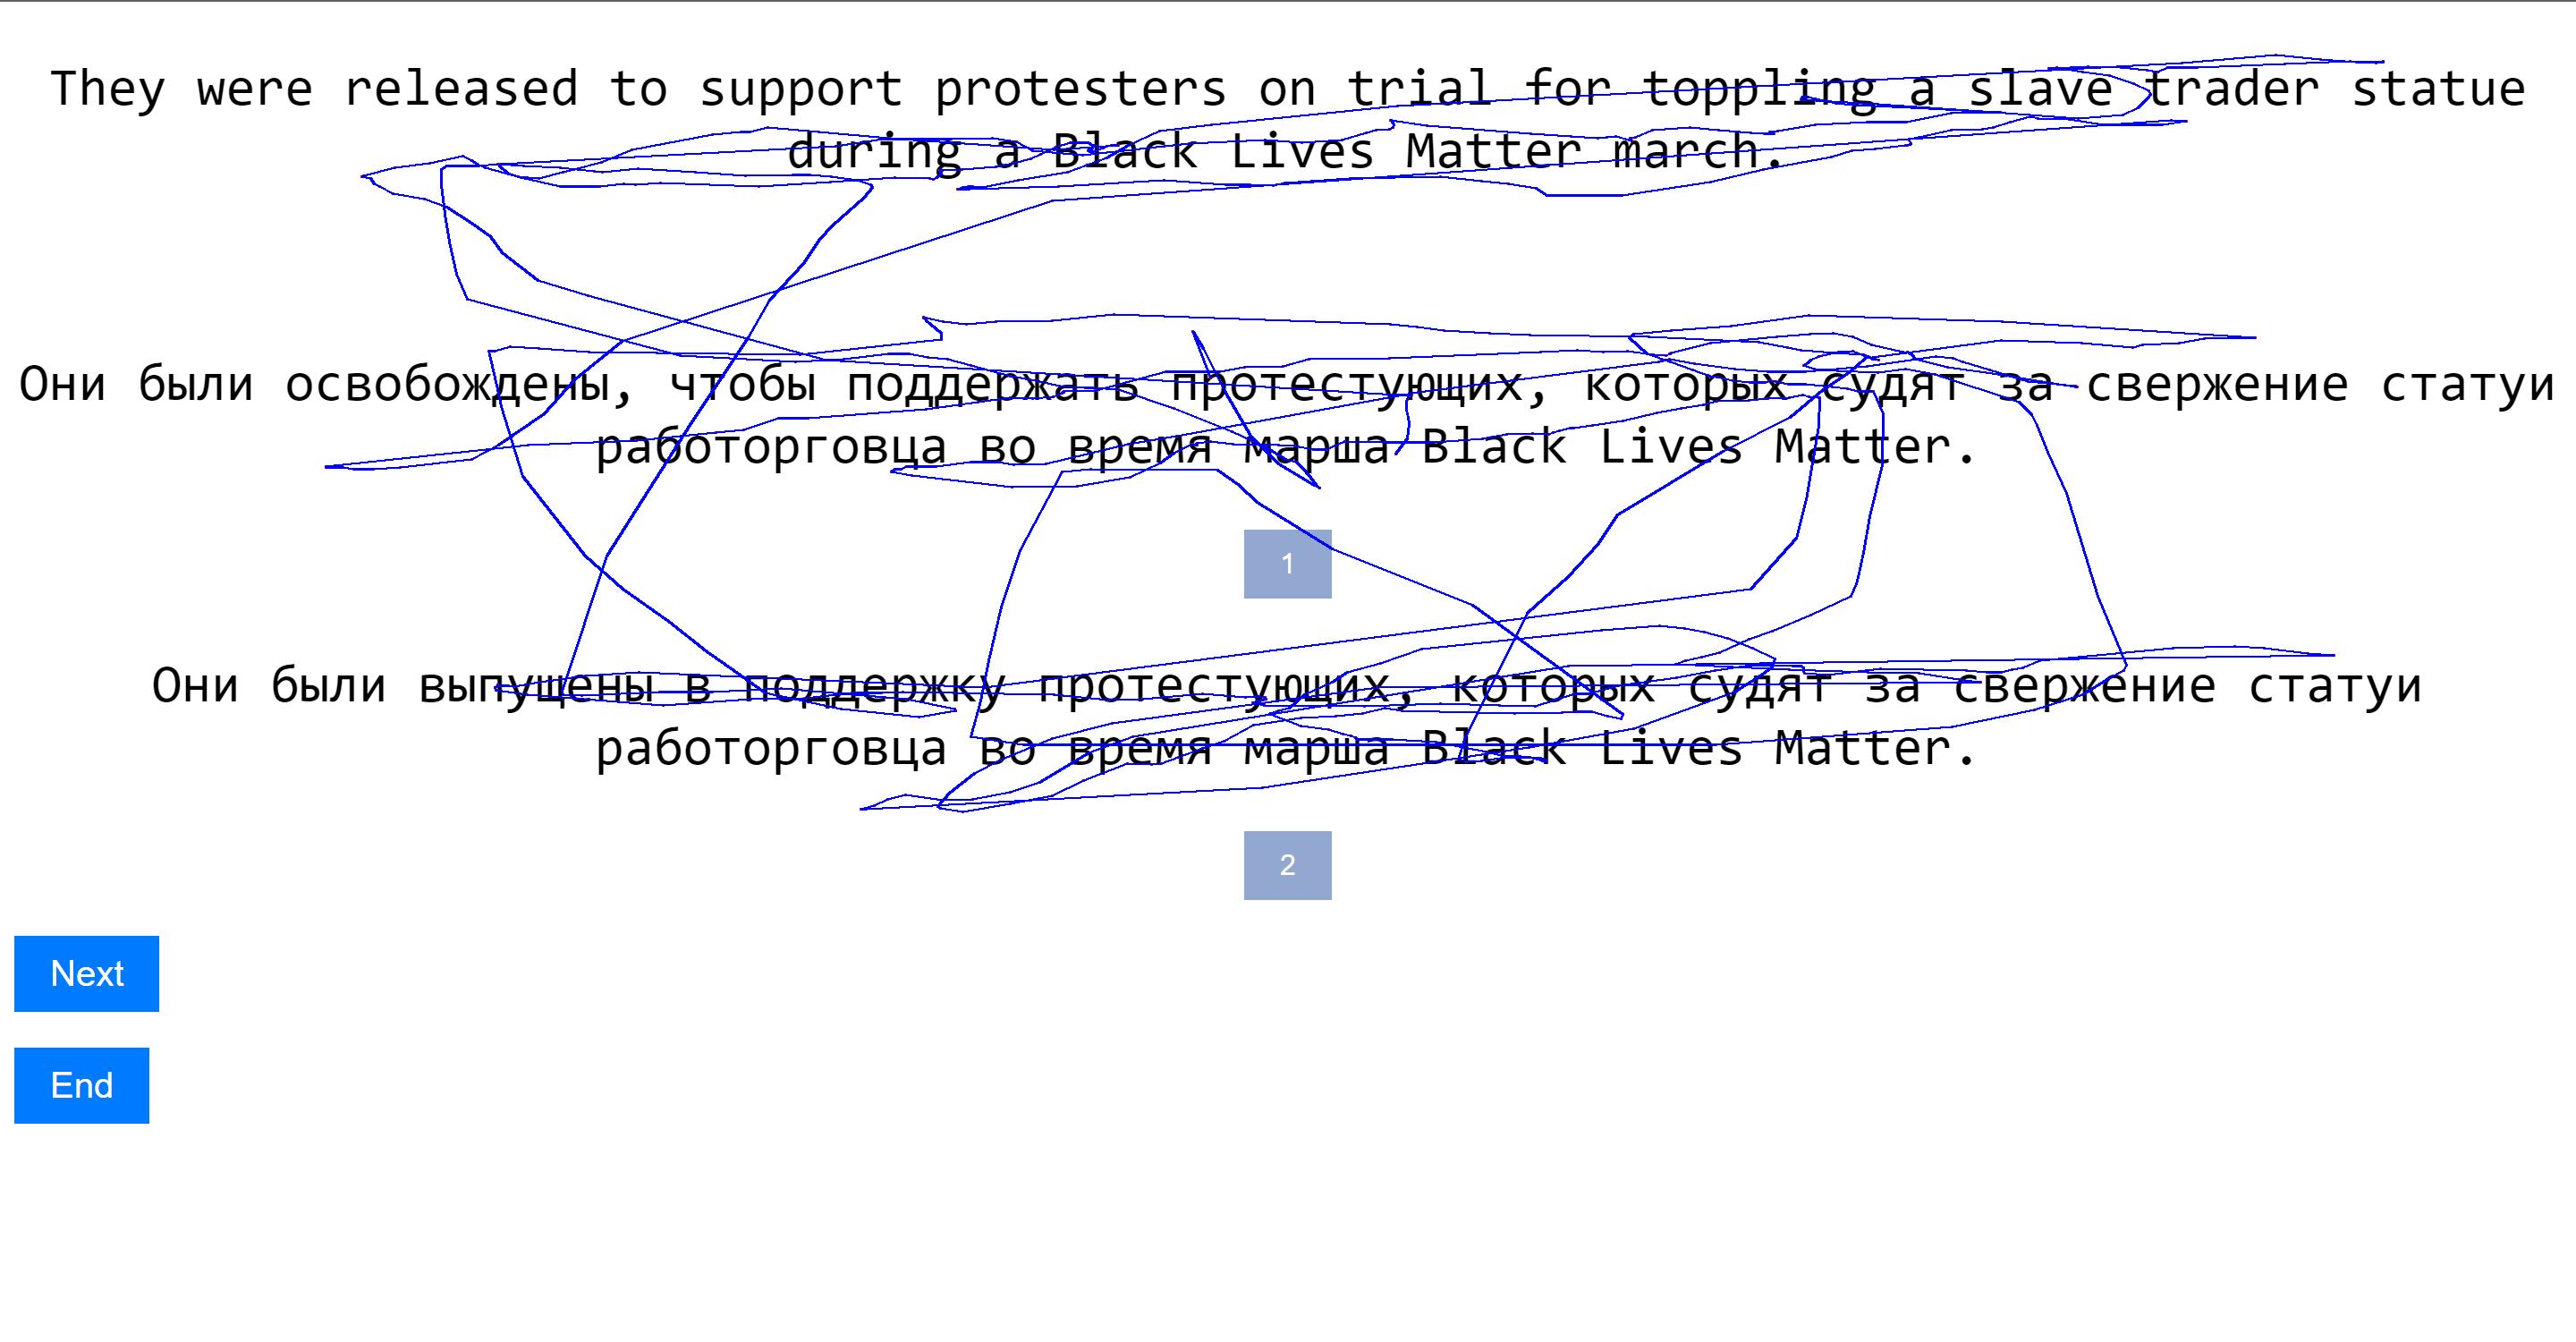 They were released to support protesters on trial for toppling a slave trader statue
during a Black Lives Matter march.
Они были освобождены, чтобы поддержать протестующих, которых судят за свержение статуи
работорговца во время марша Black Lives Matter.
1
Они были выпущены в поддержку протестующих, которых судят за свержение статуи
работорговца во время марша Black Lives Matter.
2
Next
End